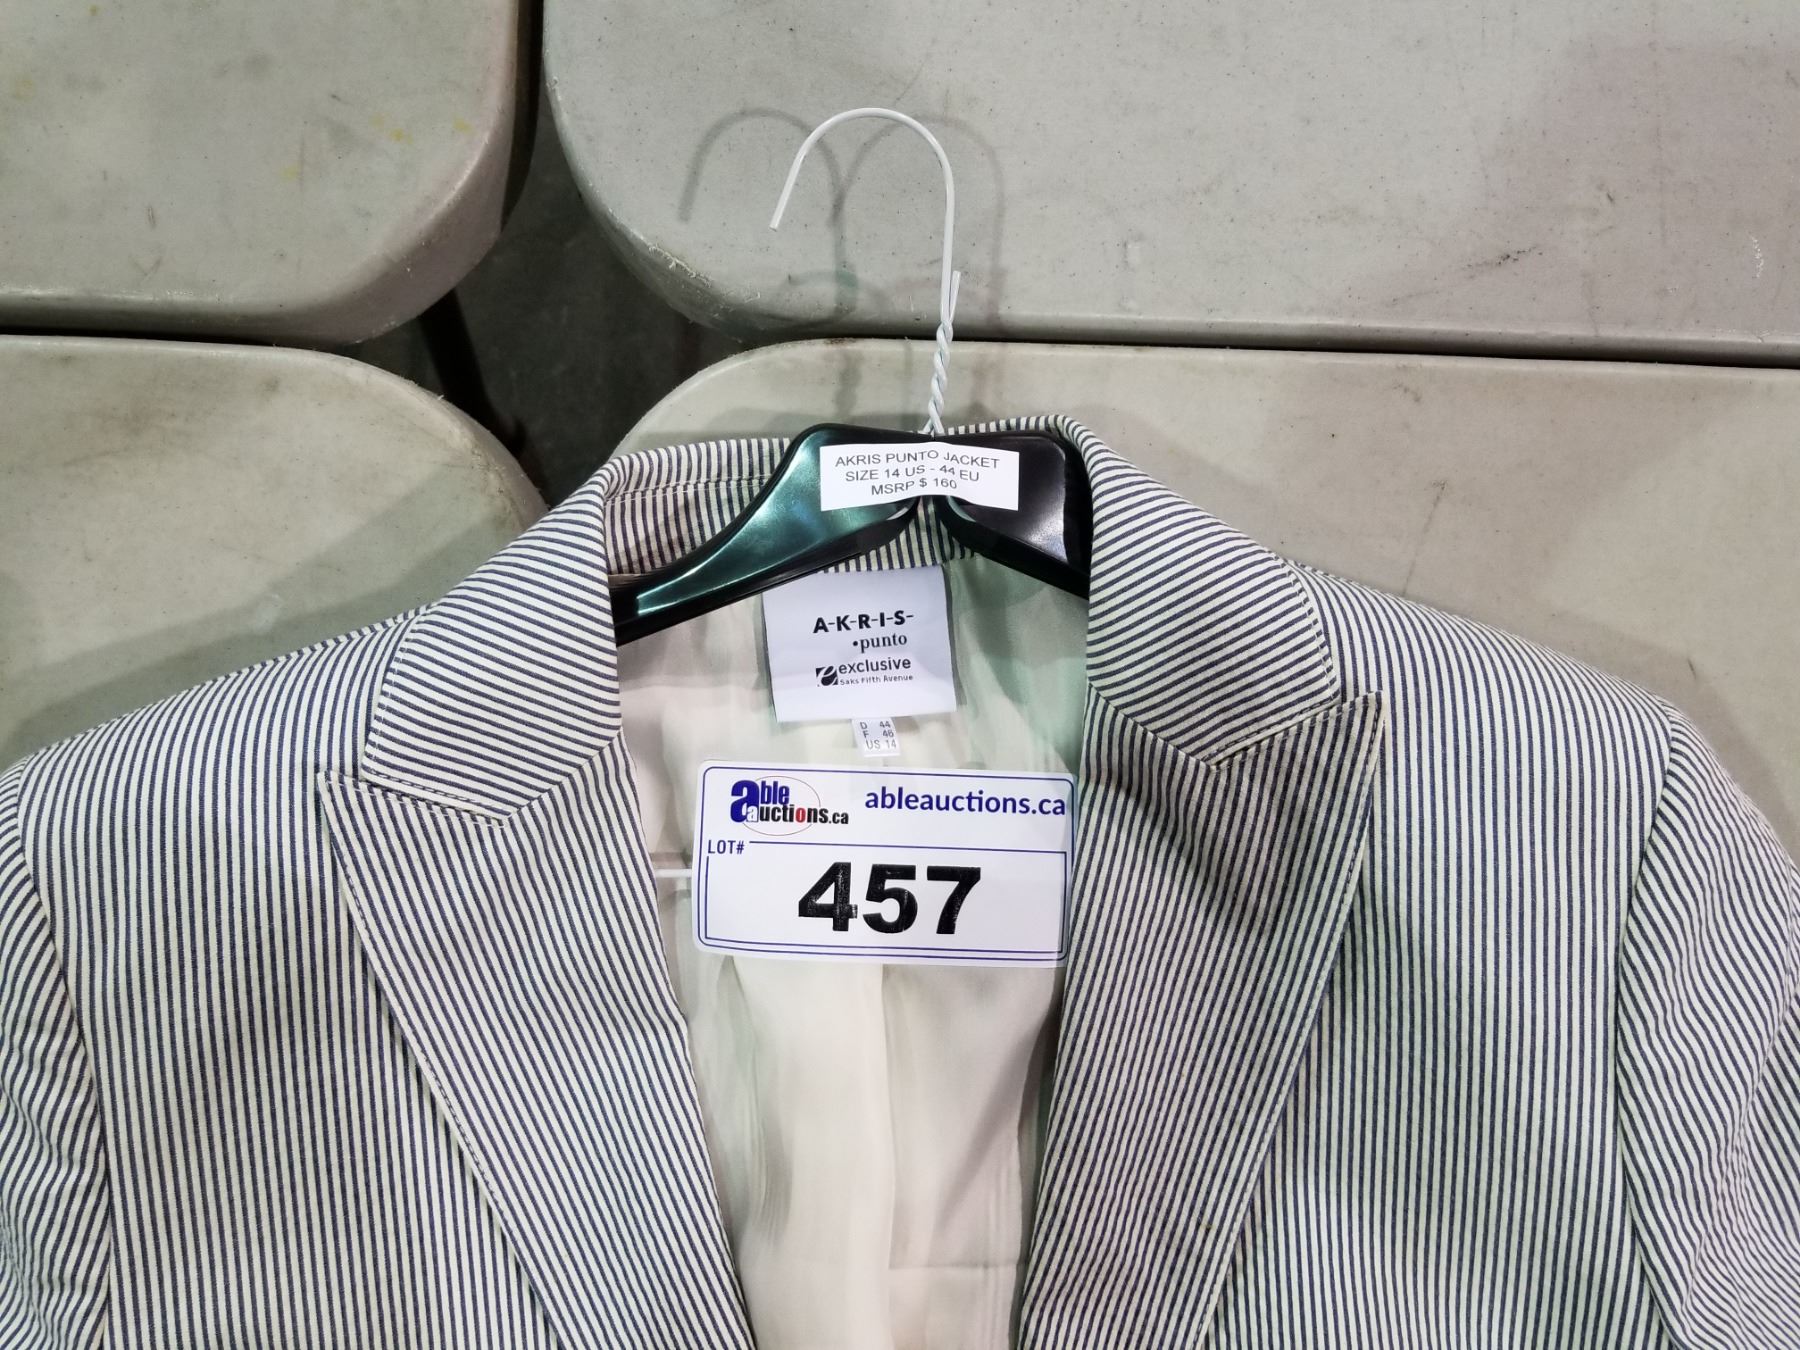 AKRIS PUNTO JACKET
SIZE 14 US - 44 EU
MSRP $ 160
A-K-R-I-S-
•punto
e exclusive
Saks Fifth Avenue
D 44
F 46
US 14
able auctions.ca
ableauctions.ca
LOT#
457